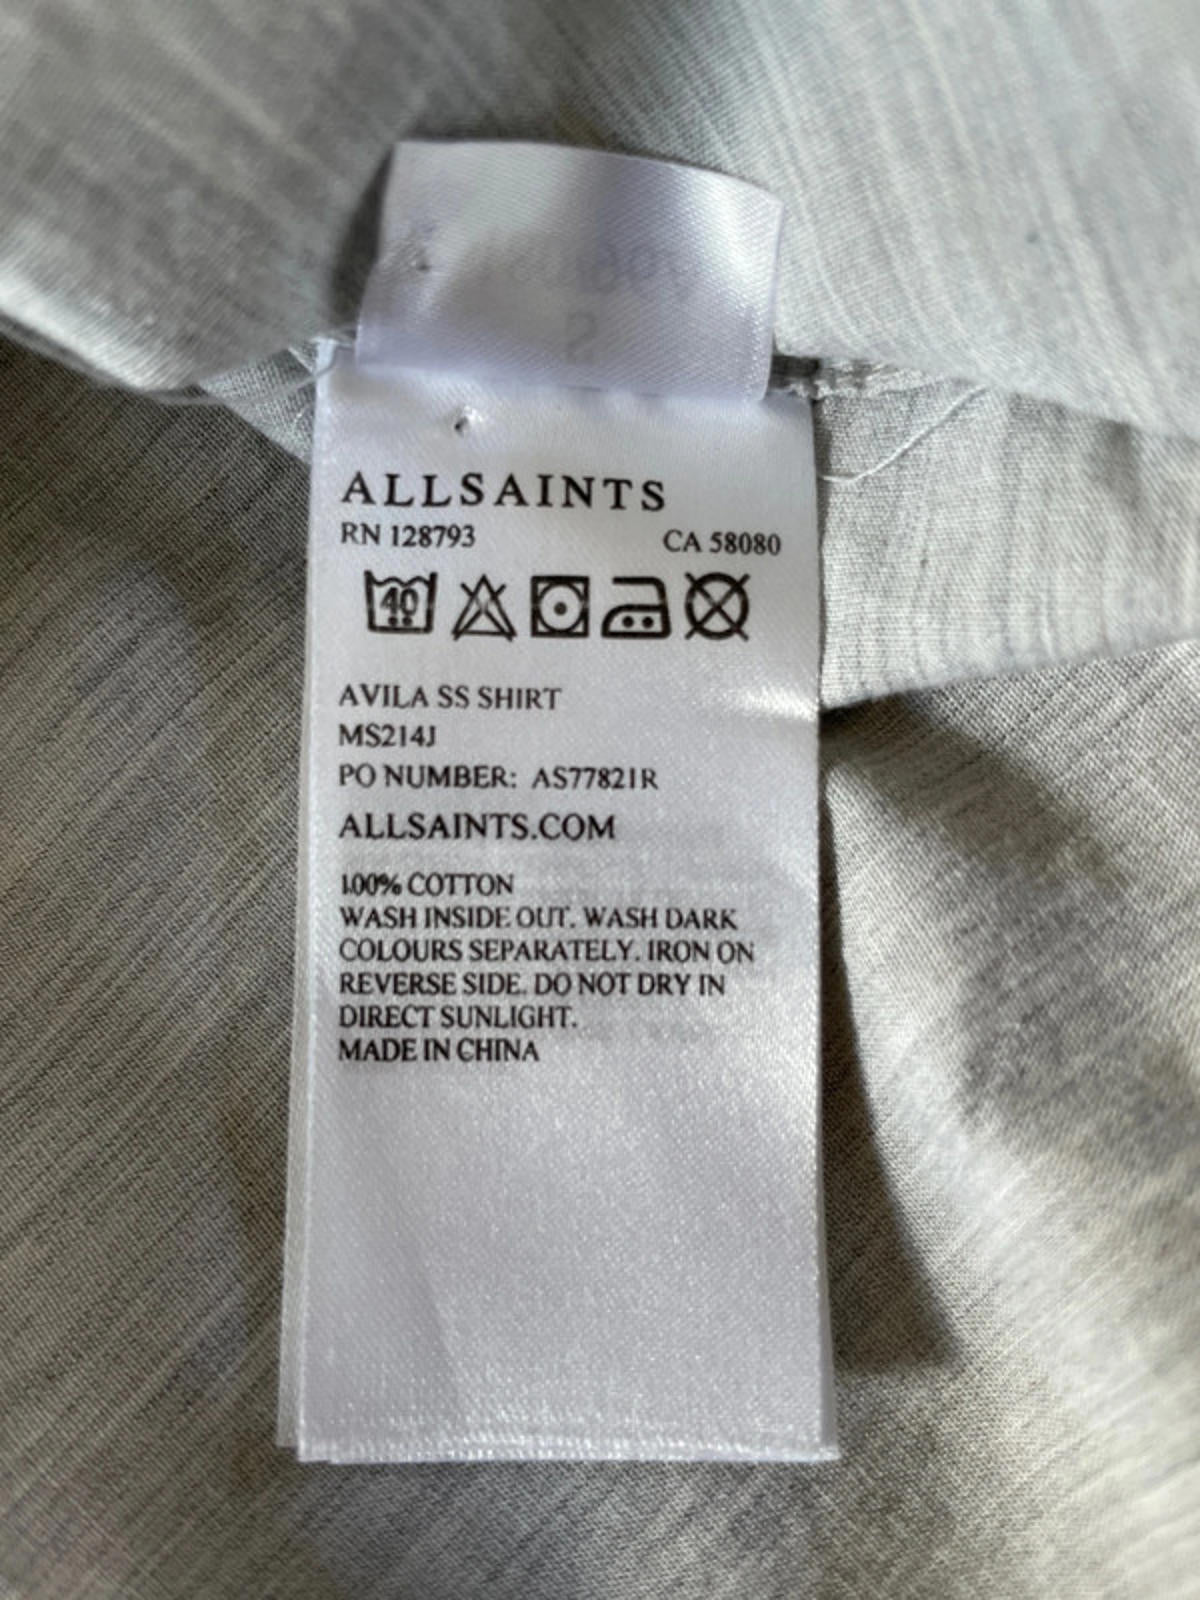 ALLSAINTS
RN 128793 CA 58080
40
AVILA SS SHIRT
MS214J
PO NUMBER: AS77821R
ALLSAINTS.COM
100% COTTON
WASH INSIDE OUT. WASH DARK
COLOURS SEPARATELY. IRON ON
REVERSE SIDE. DO NOT DRY IN
DIRECT SUNLIGHT.
MADE IN CHINA